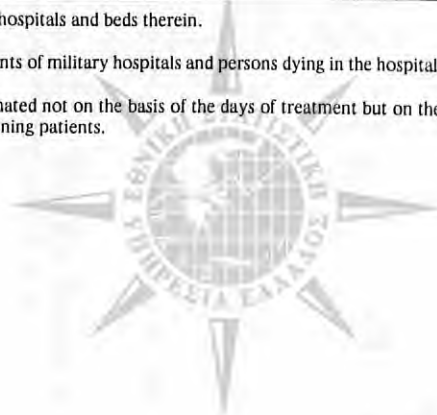 hospitals and beds therein.
nts of military hospitals and persons dying in the hospital
nated not on the basis of the days of treatment but on the
ning patients.
ΕΘΝΙΚΗ ΣΤΑΤΙΣΤΙΚΗ
ΥΠΗΡΕΣΙΑ ΕΛΛΑΔΟΣ